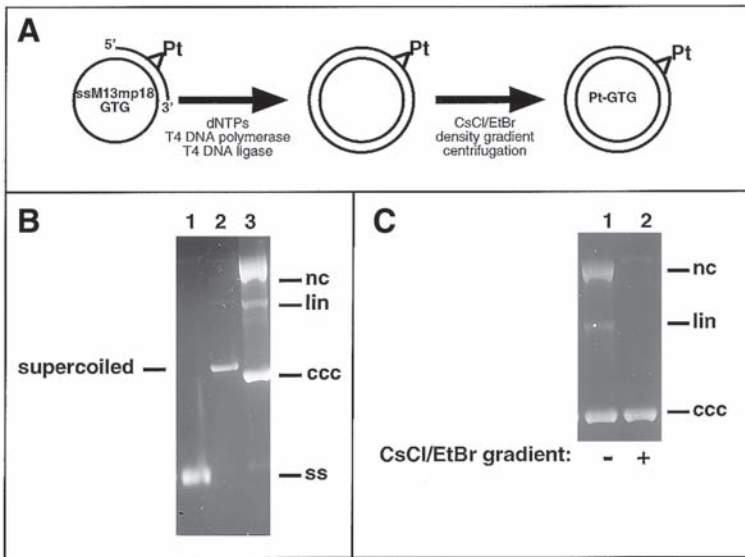 A
5'
Pt
ssM13mp18
GTG
3'
dNTPs
T4 DNA polymerase
T4 DNA ligase
Pt
CsCl/EtBr
density gradient
centrifugation
Pt
Pt-GTG
B
1 2 3
nc
lin
supercoiled
ccc
ss
C
1 2
nc
lin
ccc
CsCl/EtBr gradient: - +